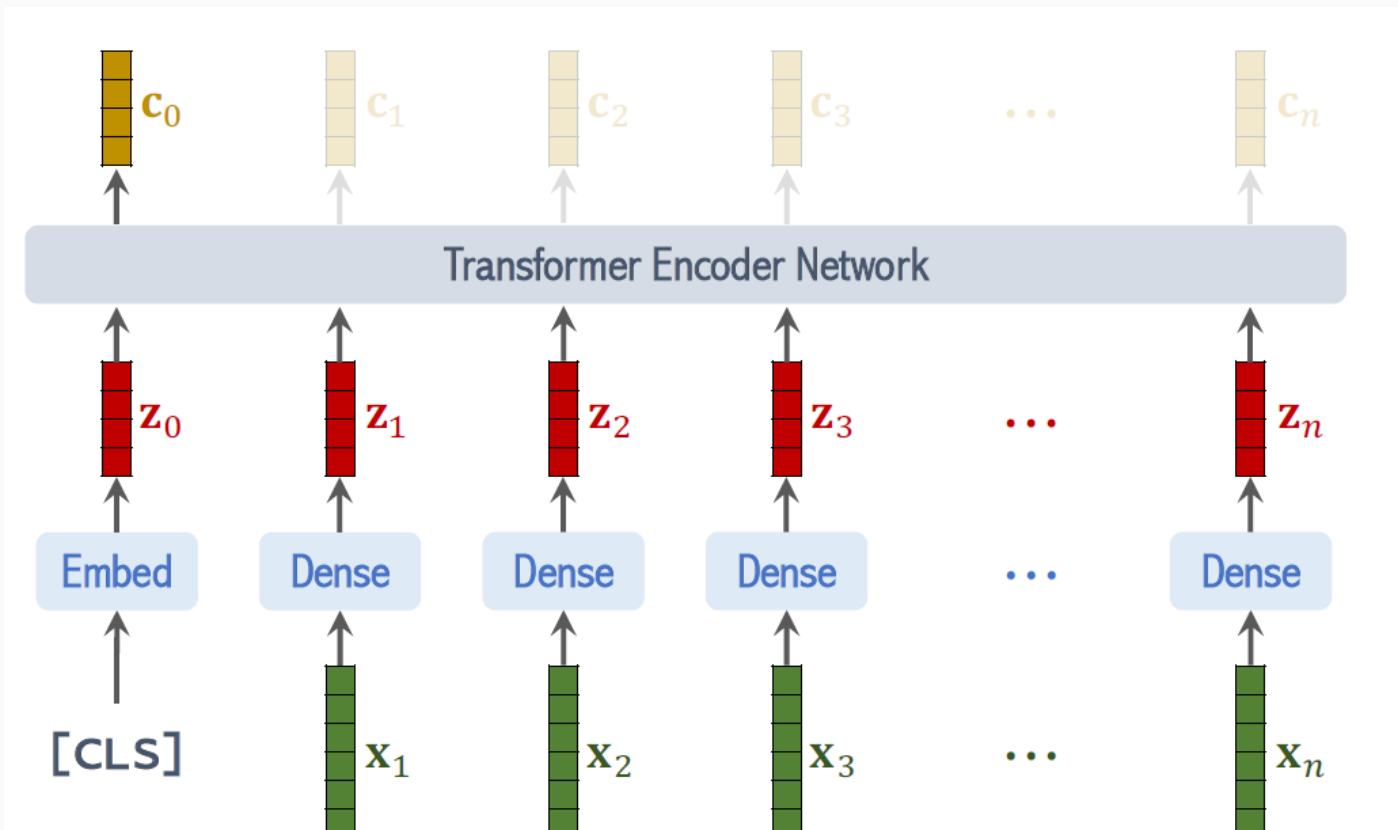 c₀ c₁ c₂ c₃ ... cₙ
Transformer Encoder Network
z₀ z₁ z₂ z₃ ... zₙ
Embed Dense Dense Dense ... Dense
[CLS] x₁ x₂ x₃ ... xₙ